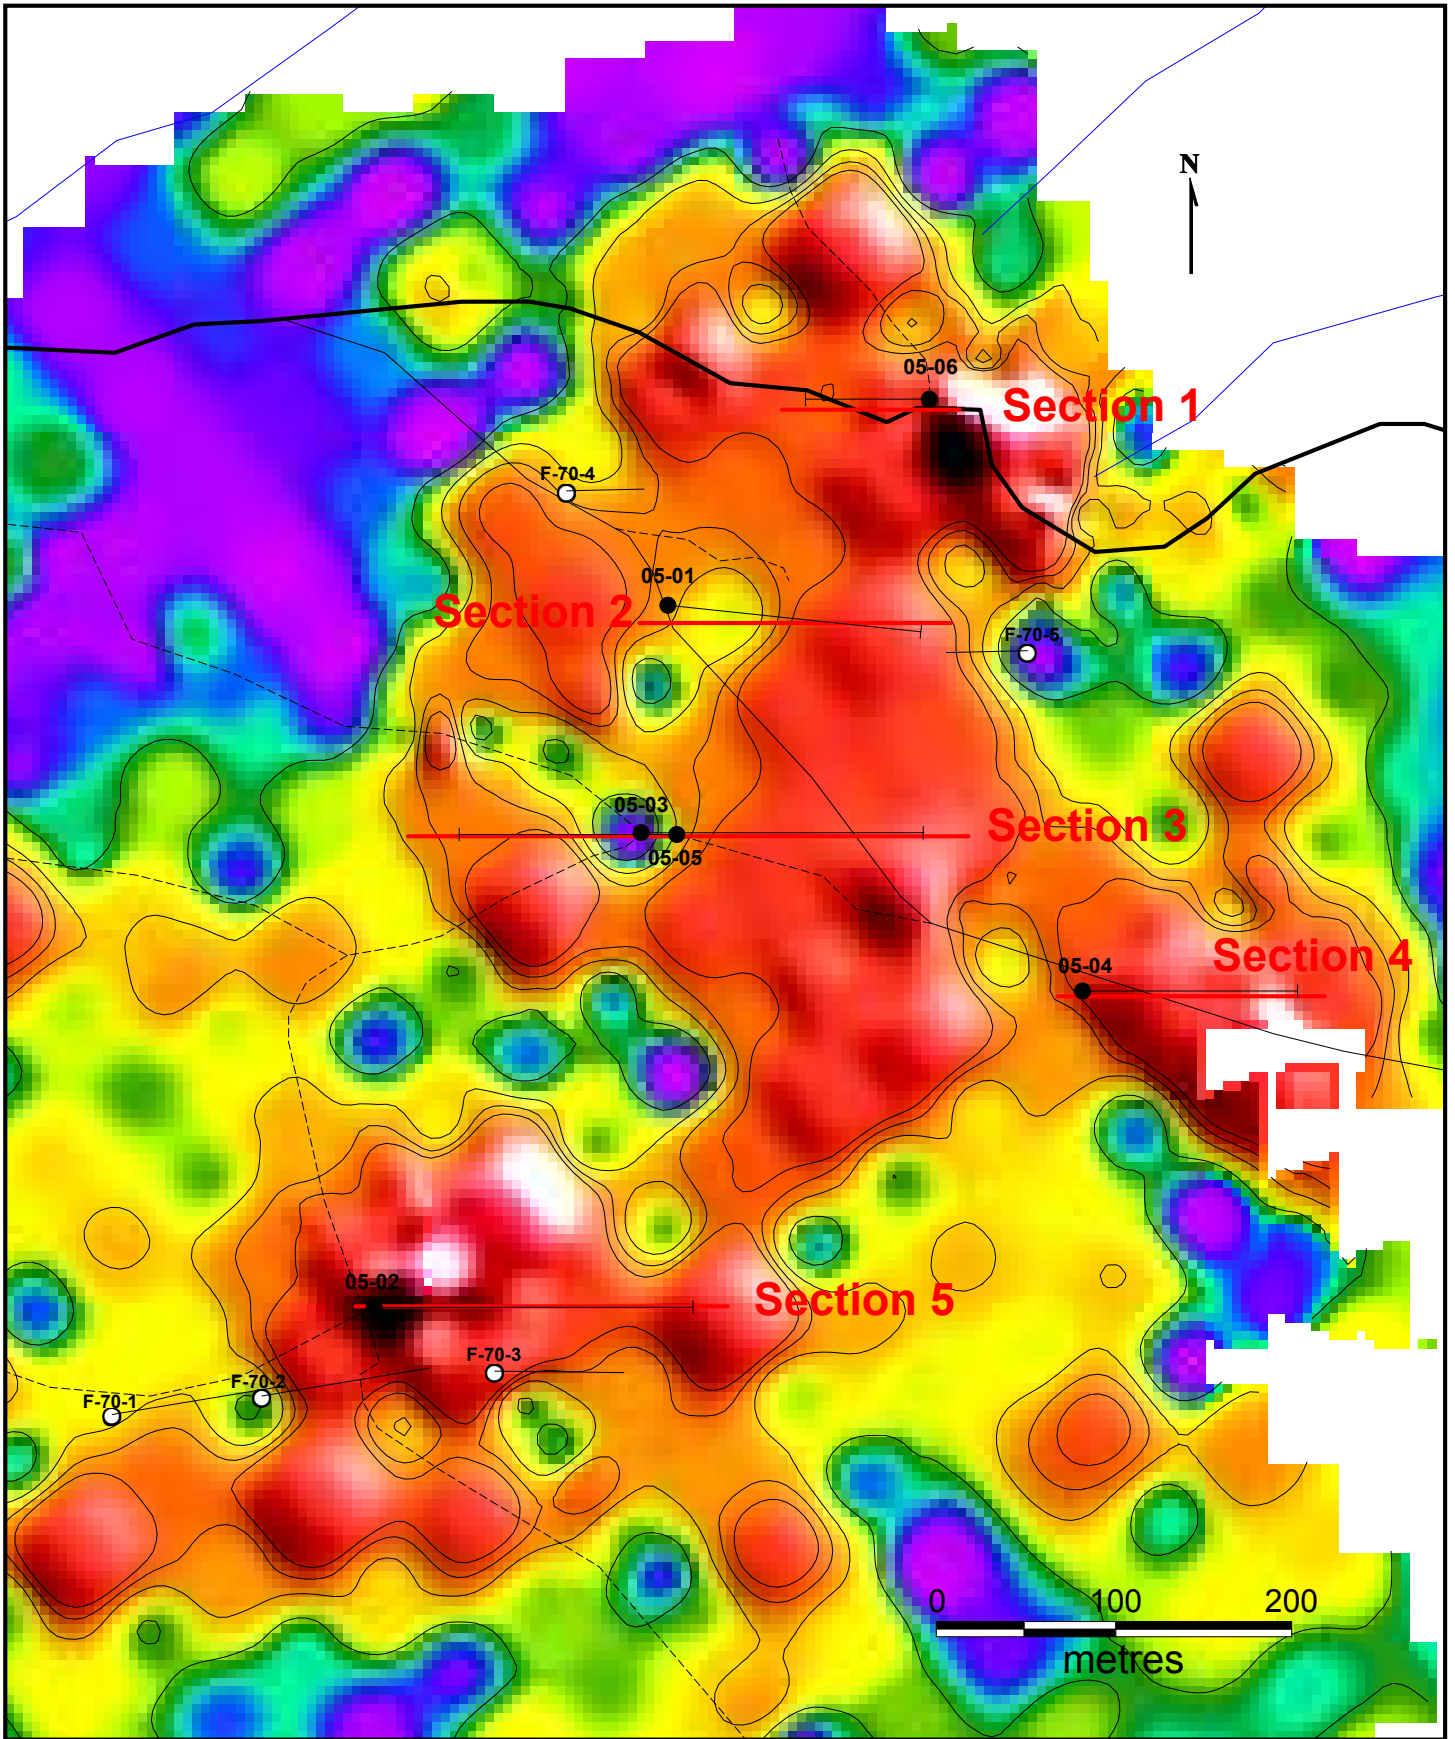 N
05-06
Section 1
F-70-4
05-01
Section 2
F-70-5
05-03
Section 3
05-05
Section 4
05-04
05-02
Section 5
F-70-3
F-70-2
F-70-1
0 100 200
metres